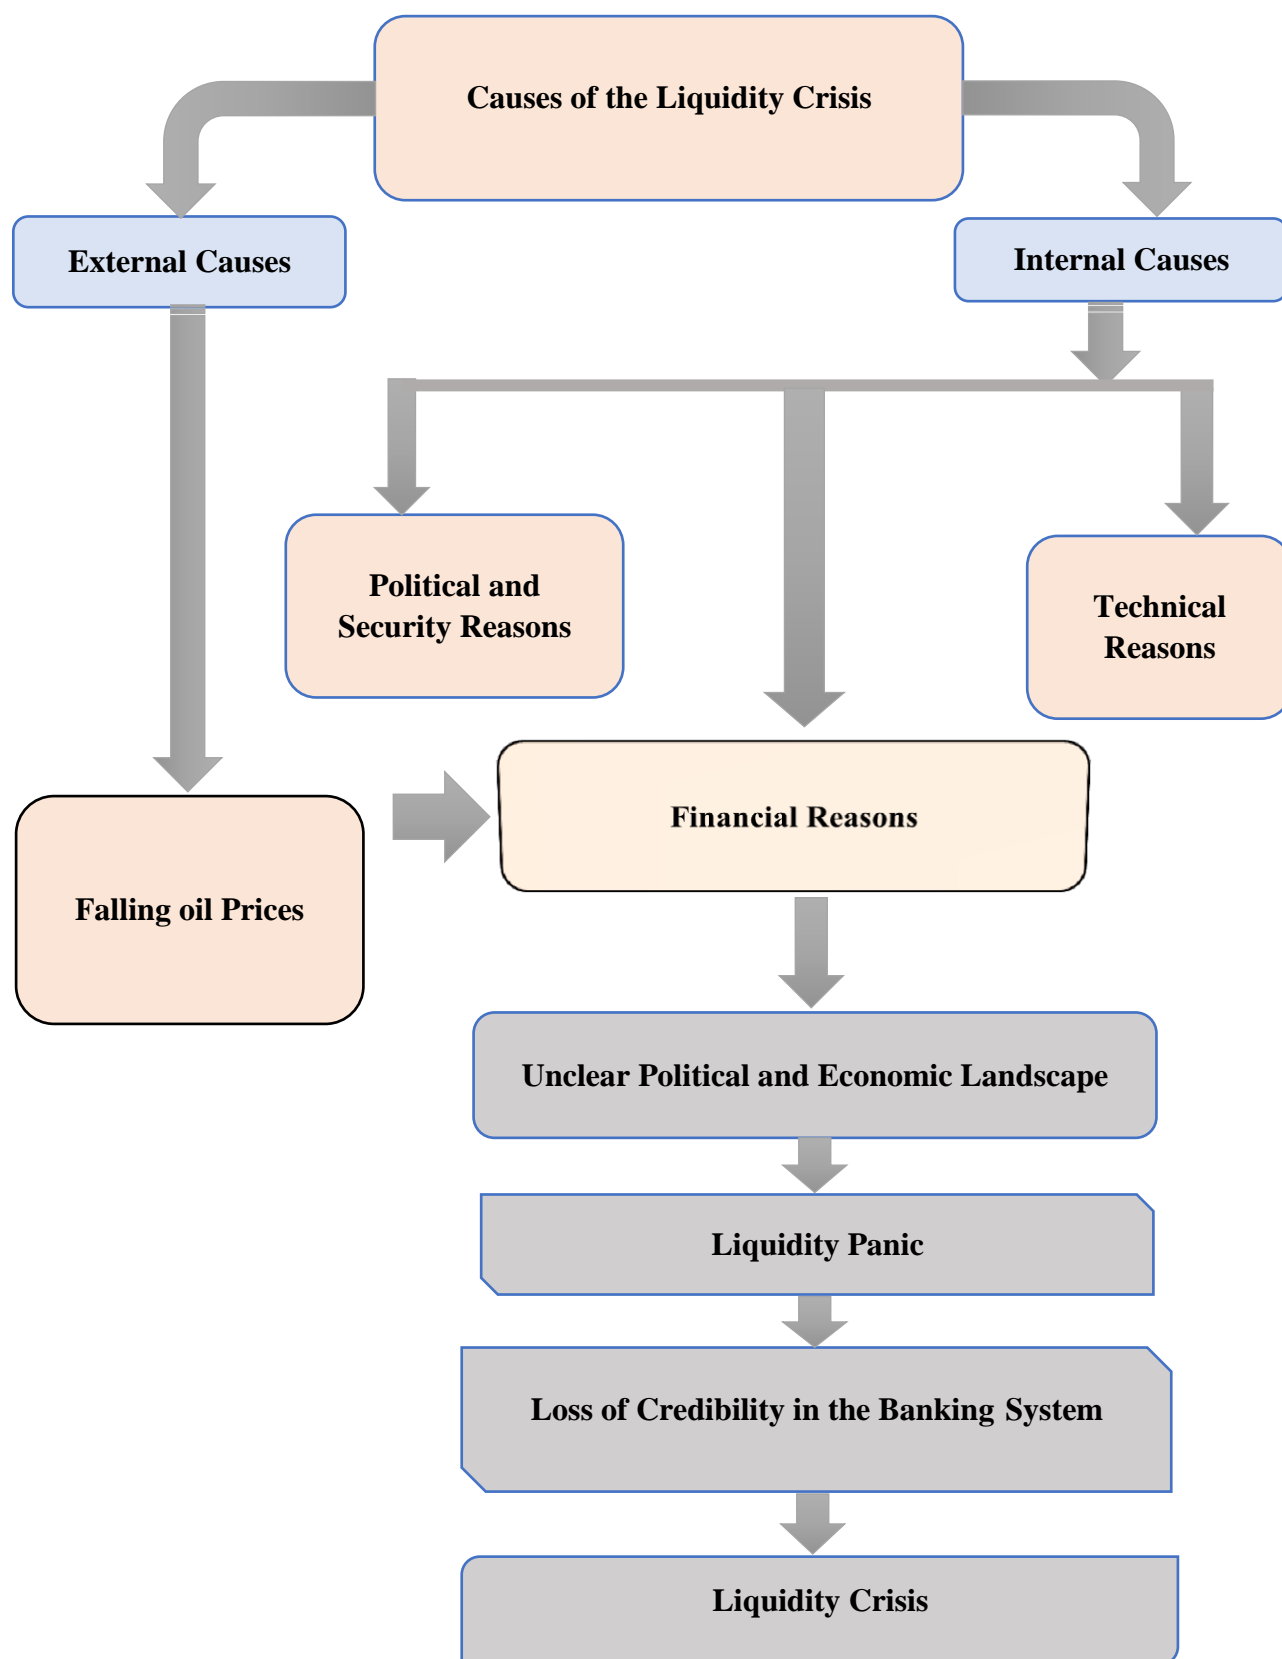 Causes of the Liquidity Crisis
External Causes
Internal Causes
Political and
Security Reasons
Technical
Reasons
Financial Reasons
Falling oil Prices
Unclear Political and Economic Landscape
Liquidity Panic
Loss of Credibility in the Banking System
Liquidity Crisis